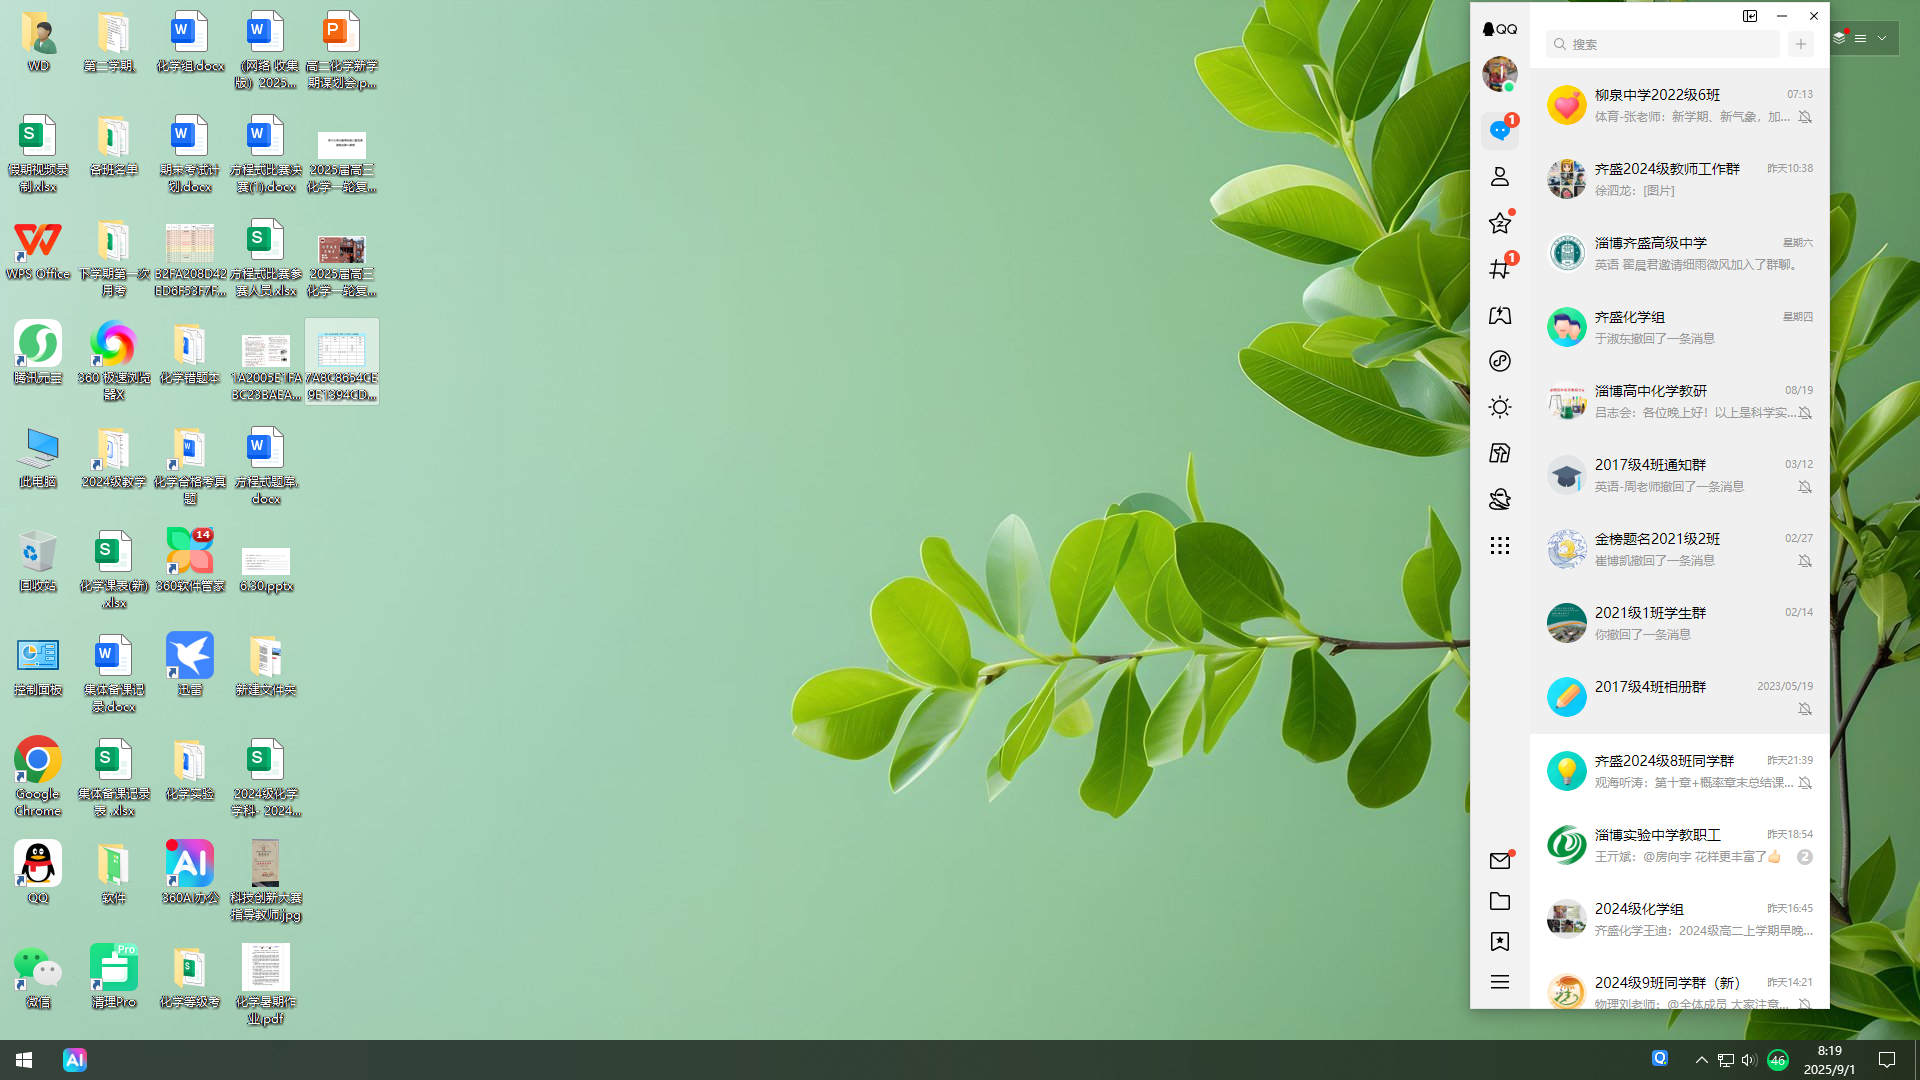 WD
第二学期、
化学组.docx
（网络 收集
版）2025...
高二化学新学
期谋划会.p...
假期视频录
制.xlsx
各班名单
期末考试计
划.docx
方程式比赛决
赛(1).docx
2025届高三
化学一轮复...
WPS Office
下学期第一次
月考
B2FA208D42
ED6F53F7F...
方程式比赛参
赛人员.xlsx
2025届高三
化学一轮复...
腾讯元宝
360 极速浏览
器X
化学错题本
1A2005E1FA
BC23BAEA...
7A8C8654CE
9E1394CD...
此电脑
2024级教学
化学合格考真
题
方程式题库.
docx
回收站
化学课表(新)
.xlsx
14
360软件管家
6.30.pptx
控制面板
集体备课记
录.docx
迅雷
新建文件夹
Google
Chrome
集体备课记录
表 .xlsx
化学实验
2024级化学
学科- 2024...
QQ
软件
AI
360AI办公
科技创新大赛
指导教师.jpg
微信
Pro
清理Pro
化学等级考
化学暑期作
业.pdf
QQ
搜索
1
1
柳泉中学2022级6班
07:13
体育-张老师：新学期、新气象，加...
齐盛2024级教师工作群
昨天10:38
徐泗龙：[图片]
淄博齐盛高级中学
星期六
英语 翟晨君邀请细雨微风加入了群聊。
齐盛化学组
星期四
于淑东撤回了一条消息
淄博高中化学教研
08/19
吕志会：各位晚上好！以上是科学实...
2017级4班通知群
03/12
英语-周老师撤回了一条消息
金榜题名2021级2班
02/27
崔博凯撤回了一条消息
2021级1班学生群
02/14
你撤回了一条消息
2017级4班相册群
2023/05/19
齐盛2024级8班同学群
昨天21:39
观海听涛：第十章+概率章末总结课...
淄博实验中学教职工
昨天18:54
王亓斌：@房向宇 花样更丰富了👍
2
2024级化学组
昨天16:45
齐盛化学王迪：2024级高二上学期早晚...
2024级9班同学群（新）
昨天14:21
物理刘老师：@全体成员 大家注意...
AI
46
8:19
2025/9/1